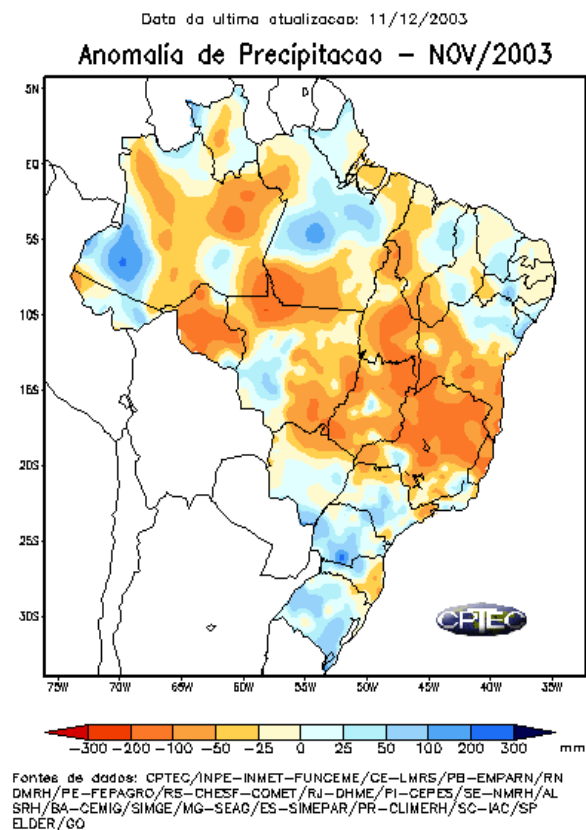 Data da ultima atualizacao: 11/12/2003
Anomalia de Precipitacao – NOV/2003
5N
EQ
5S
10S
15S
20S
25S
30S
75W 70W 65W 60W 55W 50W 45W 40W 35W
CPTEC
-300 -200 -100 -50 -25 0 25 50 100 200 300 mm
Fontes de dados: CPTEC/INPE-INMET-FUNCEME/CE-LMRS/PB-EMPARN/RN
DMRH/PE-FEPAGRO/RS-CHESF-COMET/RJ-DHME/PI-CEPES/SE-NMRH/AL
SRH/BA-CEMIG/SIMGE/MG-SEAG/ES-SIMEPAR/PR-CLIMERH/SC-IAC/SP
ELDER/GO